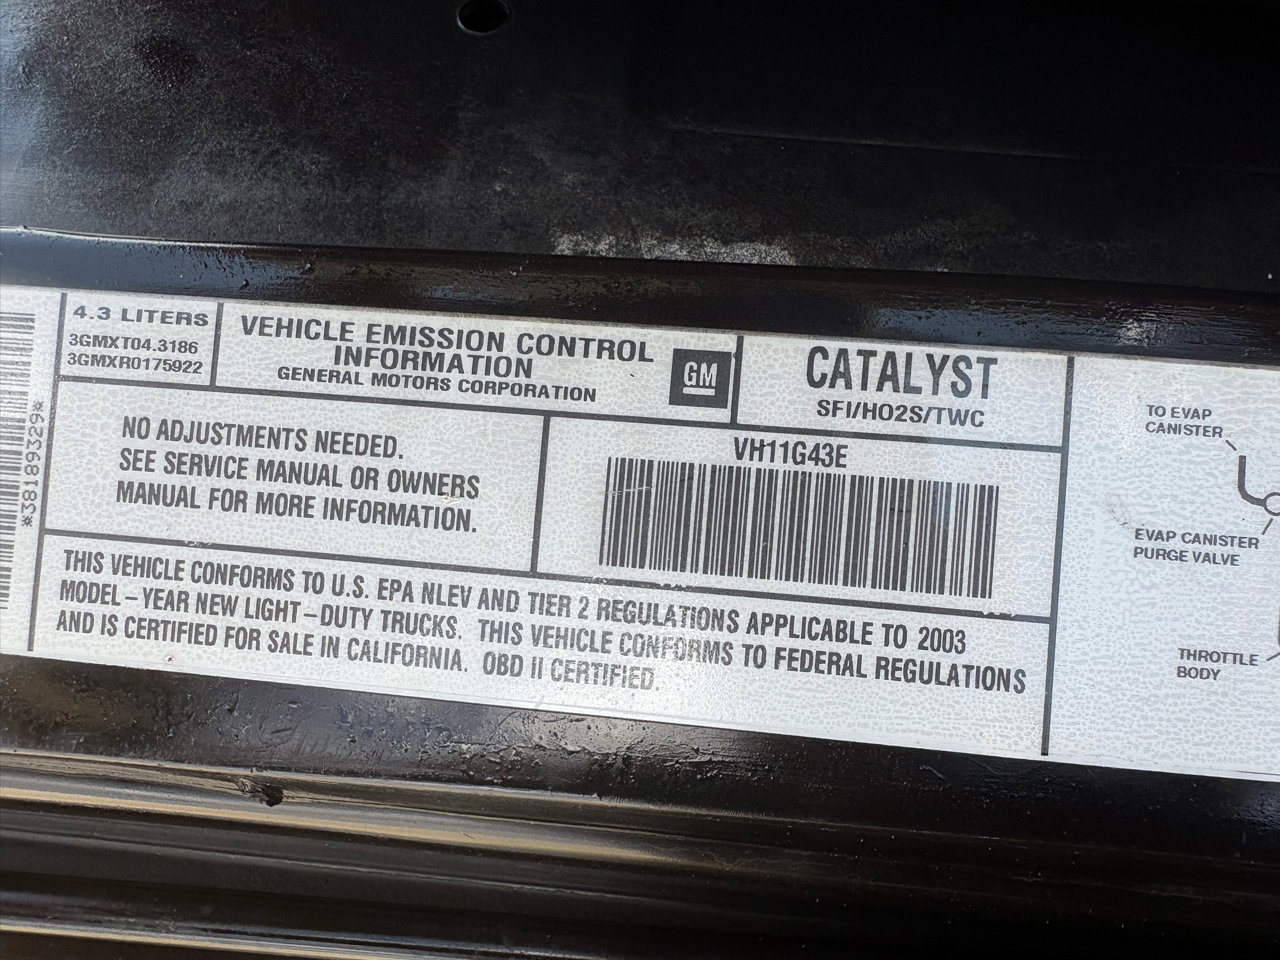 *38189329*
4.3 LITERS
3GMXT04.3186
3GMXR0175922
VEHICLE EMISSION CONTROL
INFORMATION
GENERAL MOTORS CORPORATION
GM
CATALYST
SFI/HO2S/TWC
NO ADJUSTMENTS NEEDED.
SEE SERVICE MANUAL OR OWNERS
MANUAL FOR MORE INFORMATION.
VH11G43E
THIS VEHICLE CONFORMS TO U.S. EPA NLEV AND TIER 2 REGULATIONS APPLICABLE TO 2003
MODEL-YEAR NEW LIGHT-DUTY TRUCKS. THIS VEHICLE CONFORMS TO FEDERAL REGULATIONS
AND IS CERTIFIED FOR SALE IN CALIFORNIA. OBD II CERTIFIED.
TO EVAP
CANISTER
EVAP CANISTER
PURGE VALVE
THROTTLE
BODY